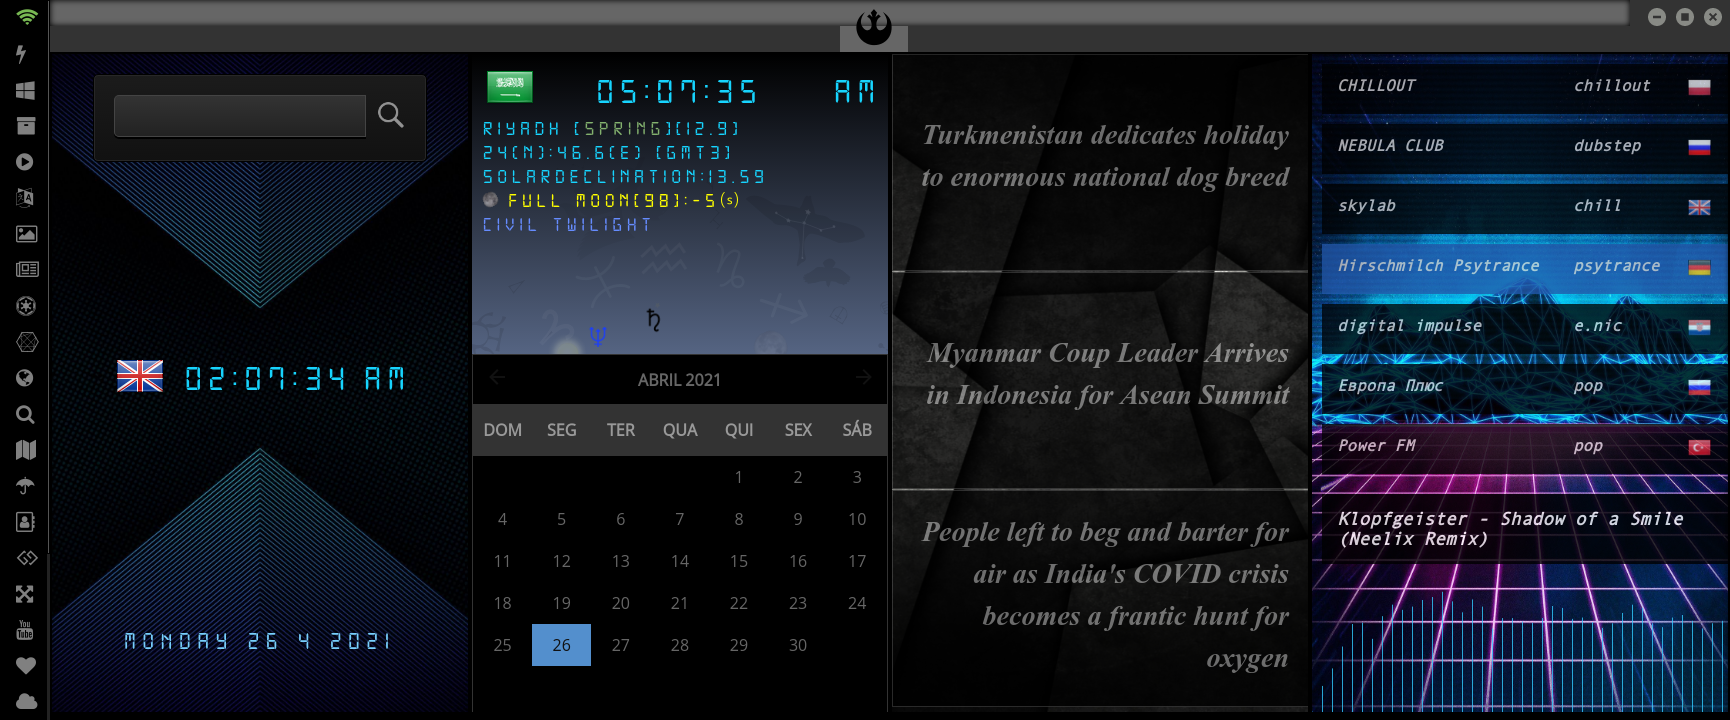 02:07:34 AM
MONDAY 26 4 2021
05:07:35 AM
RIYADH [SPRING][12.9]
24(N):46.6(E) [GMT3]
SOLARDECLINATION:13.59
FULL MOON[98]:-5(s)
CIVIL TWILIGHT
ABRIL 2021
DOM SEG TER QUA QUI SEX SÁB
1 2 3
4 5 6 7 8 9 10
11 12 13 14 15 16 17
18 19 20 21 22 23 24
25 26 27 28 29 30
Turkmenistan dedicates holiday
to enormous national dog breed
Myanmar Coup Leader Arrives
in Indonesia for Asean Summit
People left to beg and barter for
air as India's COVID crisis
becomes a frantic hunt for
oxygen
CHILLOUT chillout
NEBULA CLUB dubstep
skylab chill
Hirschmilch Psytrance psytrance
digital impulse e.nic
Европа Плюс pop
Power FM pop
Klopfgeister - Shadow of a Smile
(Neelix Remix)
You
Tube